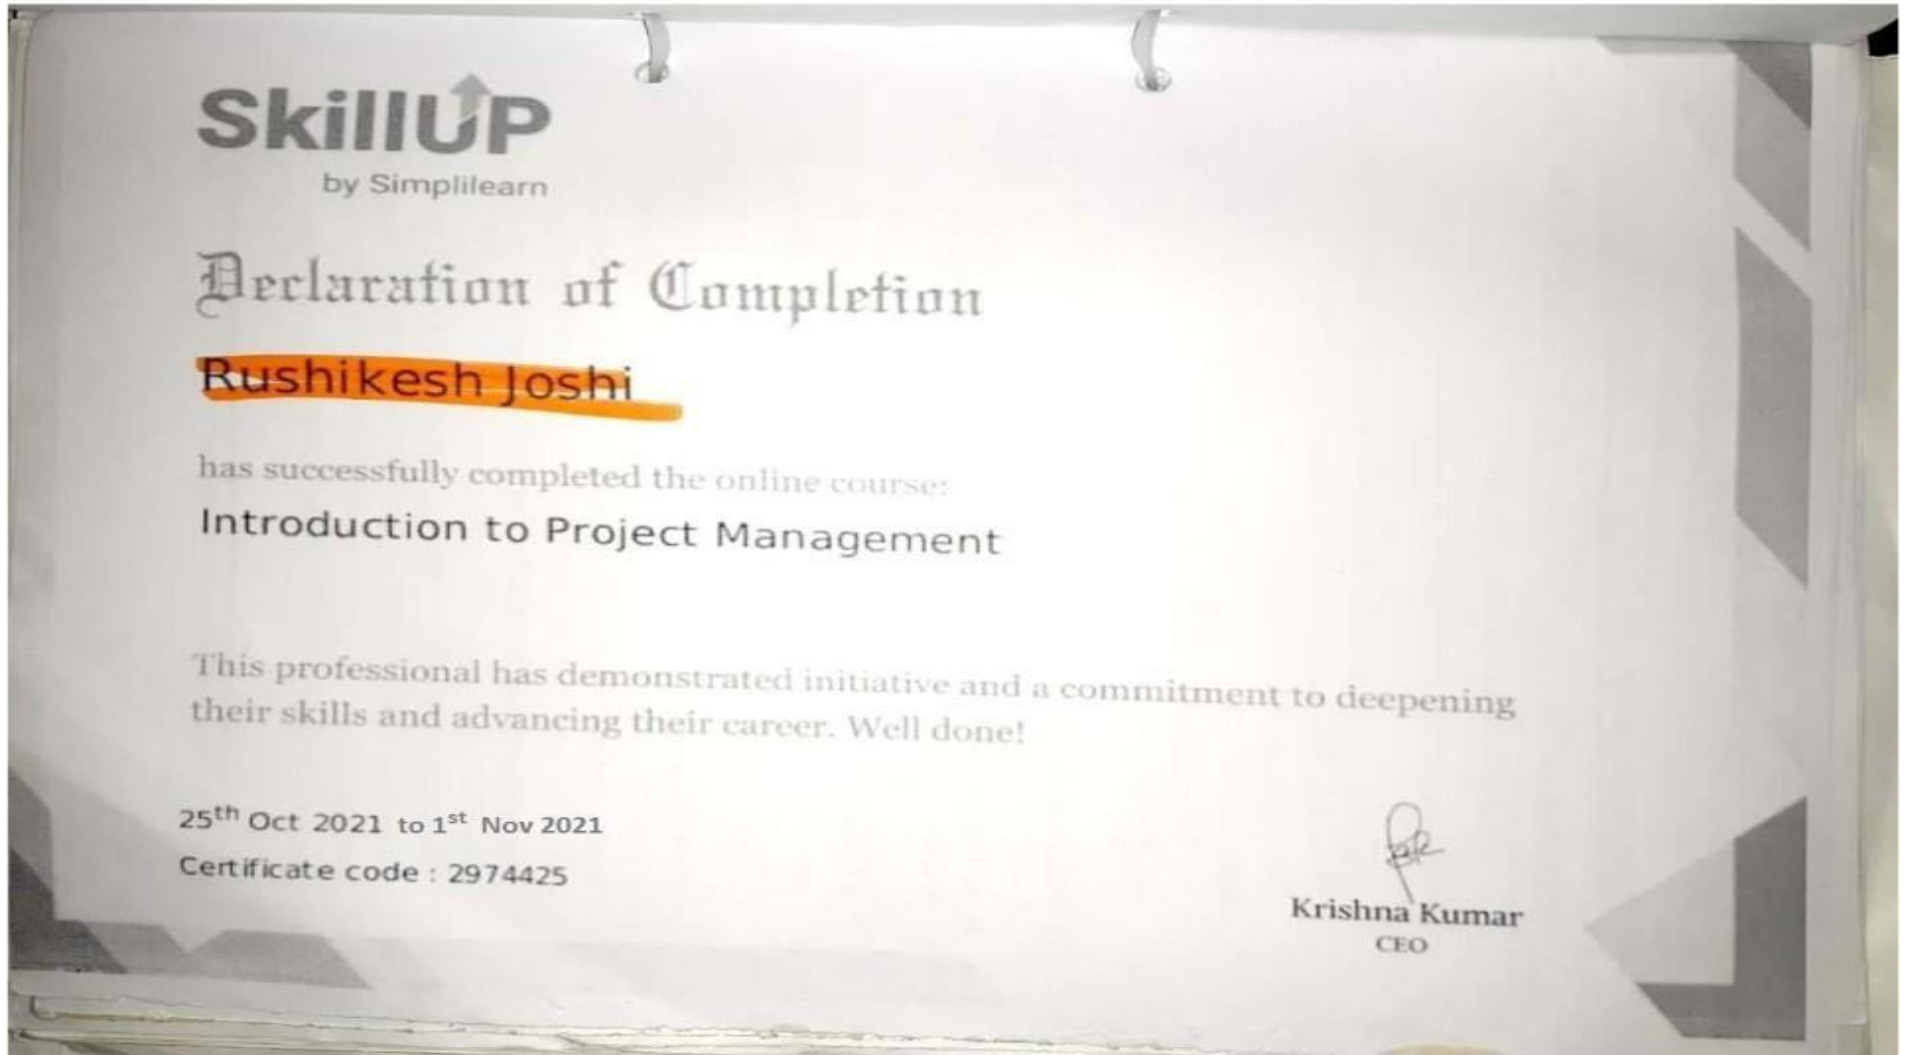 SkillUP
by Simplilearn
Declaration of Completion
Rushikesh Joshi
has successfully completed the online course:
Introduction to Project Management
This professional has demonstrated initiative and a commitment to deepening
their skills and advancing their career. Well done!
25th Oct 2021 to 1st Nov 2021
Certificate code : 2974425
Krishna Kumar
CEO